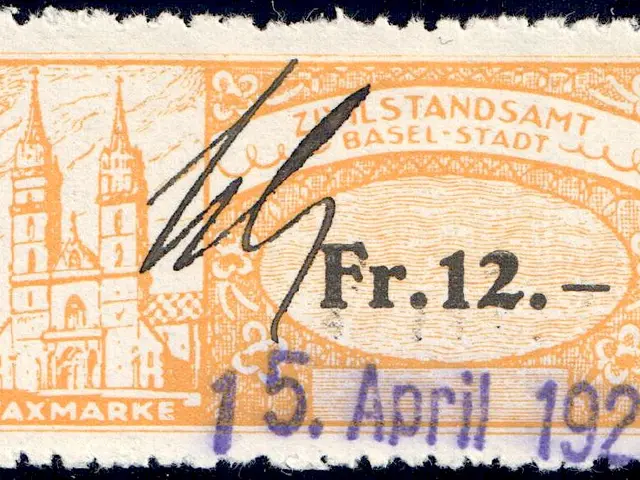 ZIVILSTANDSAMT
BASEL-STADT
Fr. 12.–
AXMARKE
15. April 192